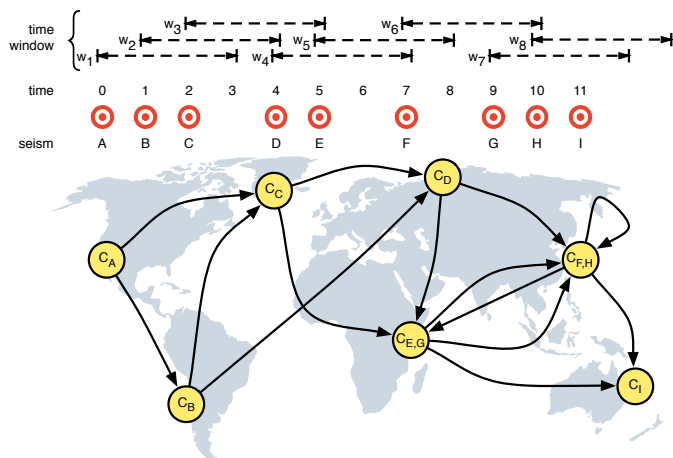 w3 w6
time w2 w5 w8
window w1 w4 w7
time 0 1 2 3 4 5 6 7 8 9 10 11
seism A B C D E F G H I
CC CD
CA CF,H
CE,G
CI
CB